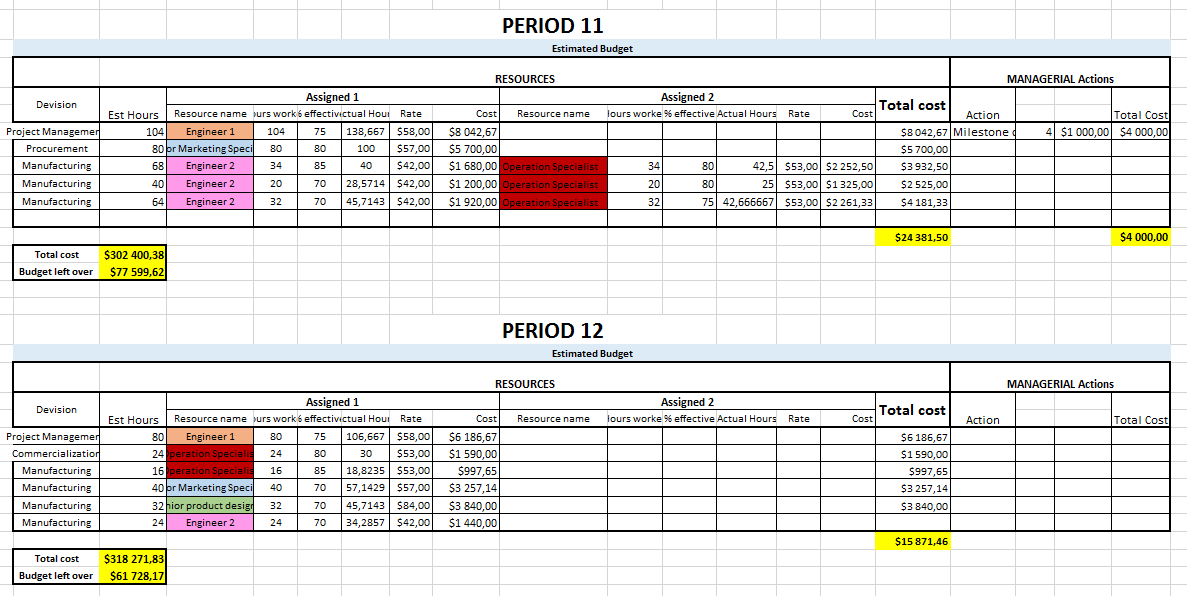 PERIOD 11
Estimated Budget
RESOURCES MANAGERIAL Actions
Devision Est Hours Assigned 1 Assigned 2 Total cost Action Total Cost
Resource name ours work % effectiv ctual Hour Rate Cost Resource name Hours worke % effective Actual Hours Rate Cost
Project Managemer 104 Engineer 1 104 75 138,667 $58,00 $8 042,67 $8 042,67 Milestone c 4 $1 000,00 $4 000,00
Procurement 80 or Marketing Speci 80 80 100 $57,00 $5 700,00 $5 700,00
Manufacturing 68 Engineer 2 34 85 40 $42,00 $1 680,00 Operation Specialist 34 80 42,5 $53,00 $2 252,50 $3 932,50
Manufacturing 40 Engineer 2 20 70 28,5714 $42,00 $1 200,00 Operation Specialist 20 80 25 $53,00 $1 325,00 $2 525,00
Manufacturing 64 Engineer 2 32 70 45,7143 $42,00 $1 920,00 Operation Specialist 32 75 42,666667 $53,00 $2 261,33 $4 181,33
$24 381,50 $4 000,00
Total cost $302 400,38
Budget left over $77 599,62
PERIOD 12
Estimated Budget
RESOURCES MANAGERIAL Actions
Devision Est Hours Assigned 1 Assigned 2 Total cost Action Total Cost
Resource name ours work % effectiv ctual Hour Rate Cost Resource name Hours worke % effective Actual Hours Rate Cost
Project Managemer 80 Engineer 1 80 75 106,667 $58,00 $6 186,67 $6 186,67
Commercialization 24 Operation Specialis 24 80 30 $53,00 $1 590,00 $1 590,00
Manufacturing 16 Operation Specialis 16 85 18,8235 $53,00 $997,65 $997,65
Manufacturing 40 or Marketing Speci 40 70 57,1429 $57,00 $3 257,14 $3 257,14
Manufacturing 32 nior product desigr 32 70 45,7143 $84,00 $3 840,00 $3 840,00
Manufacturing 24 Engineer 2 24 70 34,2857 $42,00 $1 440,00
$15 871,46
Total cost $318 271,83
Budget left over $61 728,17